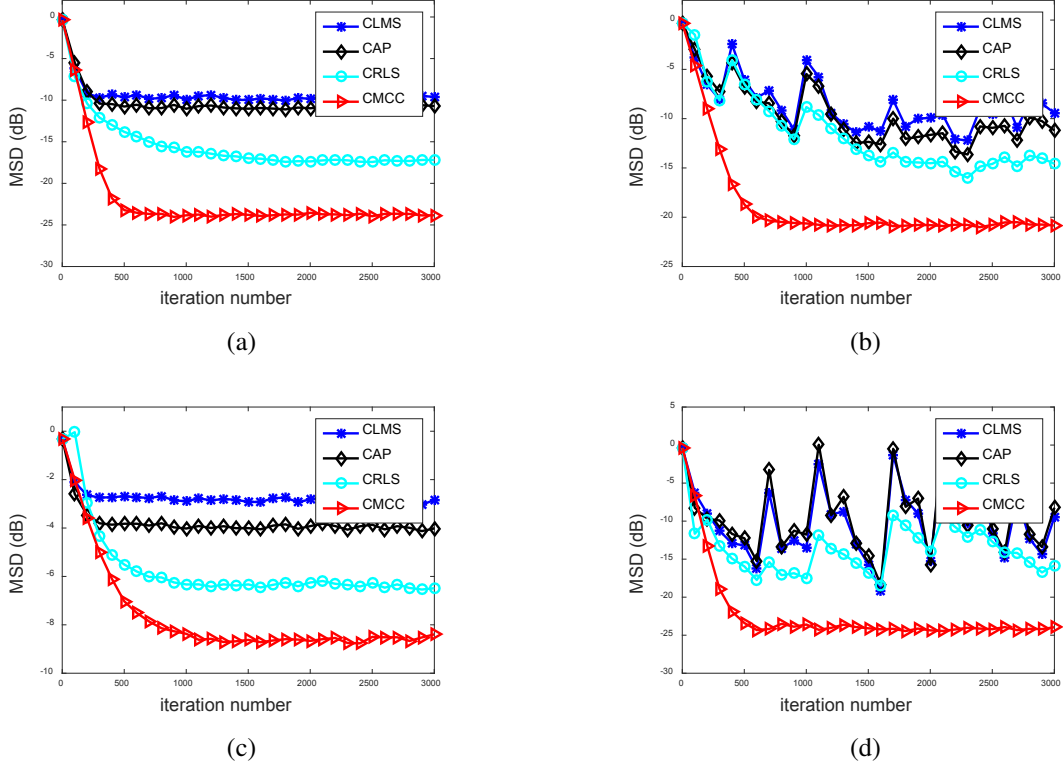 0
-5
-10
-15
-20
-25
-30
MSD (dB)
0 500 1000 1500 2000 2500 3000
iteration number
CLMS
CAP
CRLS
CMCC
(a)
5
0
-5
-10
-15
-20
-25
MSD (dB)
0 500 1000 1500 2000 2500 3000
iteration number
CLMS
CAP
CRLS
CMCC
(b)
0
-2
-4
-6
-8
-10
MSD (dB)
0 500 1000 1500 2000 2500 3000
iteration number
CLMS
CAP
CRLS
CMCC
(c)
5
0
-5
-10
-15
-20
-25
-30
MSD (dB)
0 500 1000 1500 2000 2500 3000
iteration number
CLMS
CAP
CRLS
CMCC
(d)